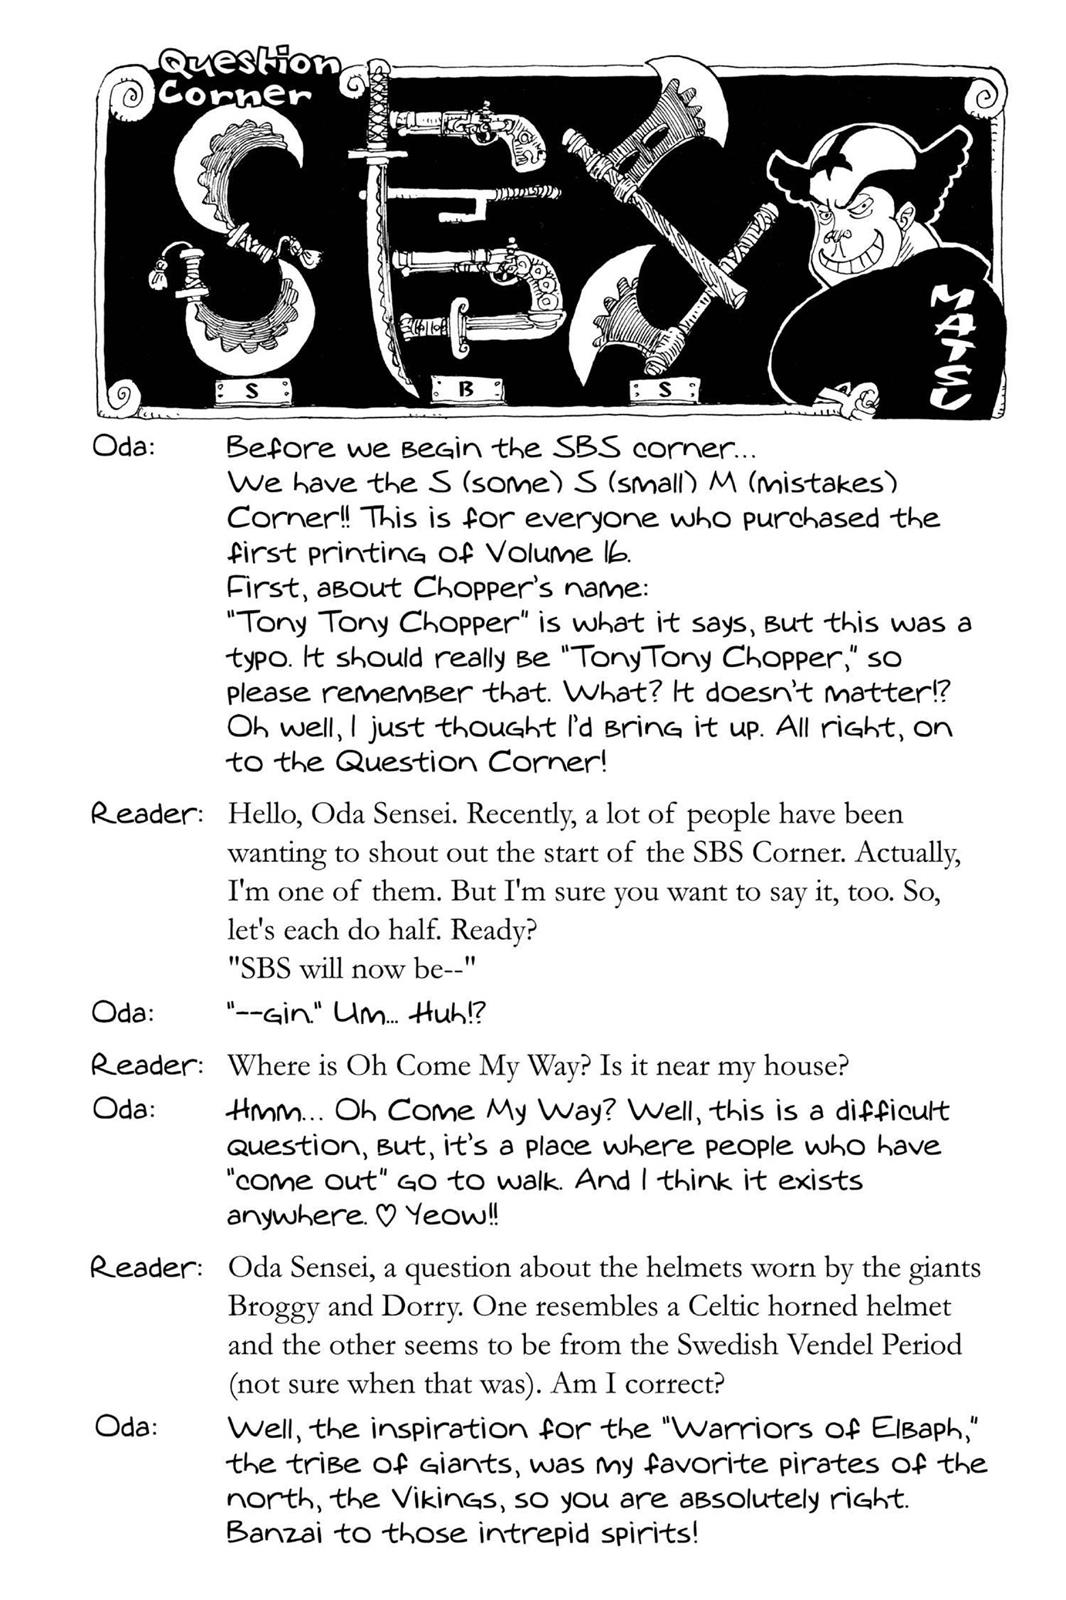 Question
Corner
SBS
MATSU
S B S
Oda: Before we begin the SBS corner...
We have the S (some) S (small) M (mistakes)
Corner!! This is for everyone who purchased the
first printing of Volume 16.
First, about Chopper's name:
"Tony Tony Chopper" is what it says, but this was a
typo. It should really be "TonyTony Chopper," so
please remember that. What? It doesn't matter!?
Oh well, I just thought I'd bring it up. All right, on
to the Question Corner!
Reader: Hello, Oda Sensei. Recently, a lot of people have been
wanting to shout out the start of the SBS Corner. Actually,
I'm one of them. But I'm sure you want to say it, too. So,
let's each do half. Ready?
"SBS will now be--"
Oda: "--gin." Um... Huh!?
Reader: Where is Oh Come My Way? Is it near my house?
Oda: Hmm... Oh Come My Way? Well, this is a difficult
question, but, it's a place where people who have
"come out" go to walk. And I think it exists
anywhere. ♡ Yeow!!
Reader: Oda Sensei, a question about the helmets worn by the giants
Broggy and Dorry. One resembles a Celtic horned helmet
and the other seems to be from the Swedish Vendel Period
(not sure when that was). Am I correct?
Oda: Well, the inspiration for the "Warriors of Elbaph,"
the tribe of giants, was my favorite pirates of the
north, the Vikings, so you are absolutely right.
Banzai to those intrepid spirits!